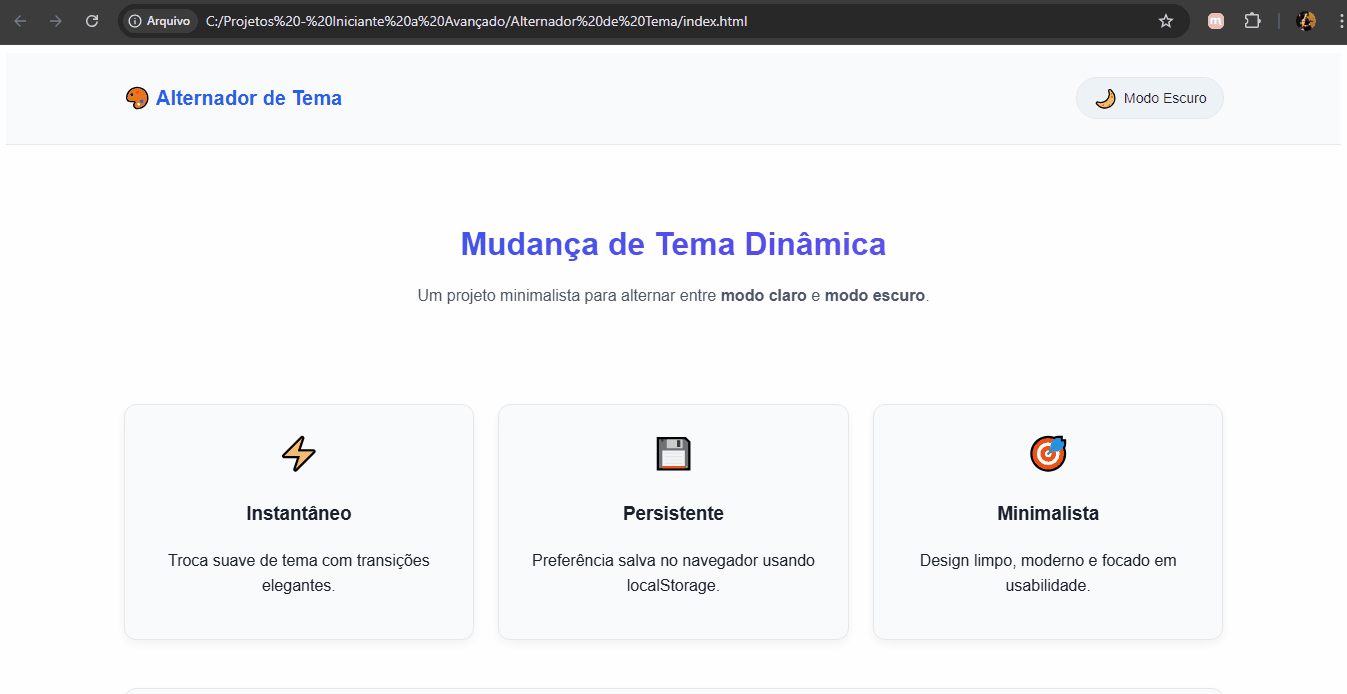 Arquivo
C:/Projetos%20-%20Iniciante%20a%20Avançado/Alternador%20de%20Tema/index.html
m
Alternador de Tema
Modo Escuro
Mudança de Tema Dinâmica
Um projeto minimalista para alternar entre modo claro e modo escuro.
Instantâneo
Troca suave de tema com transições
elegantes.
Persistente
Preferência salva no navegador usando
localStorage.
Minimalista
Design limpo, moderno e focado em
usabilidade.